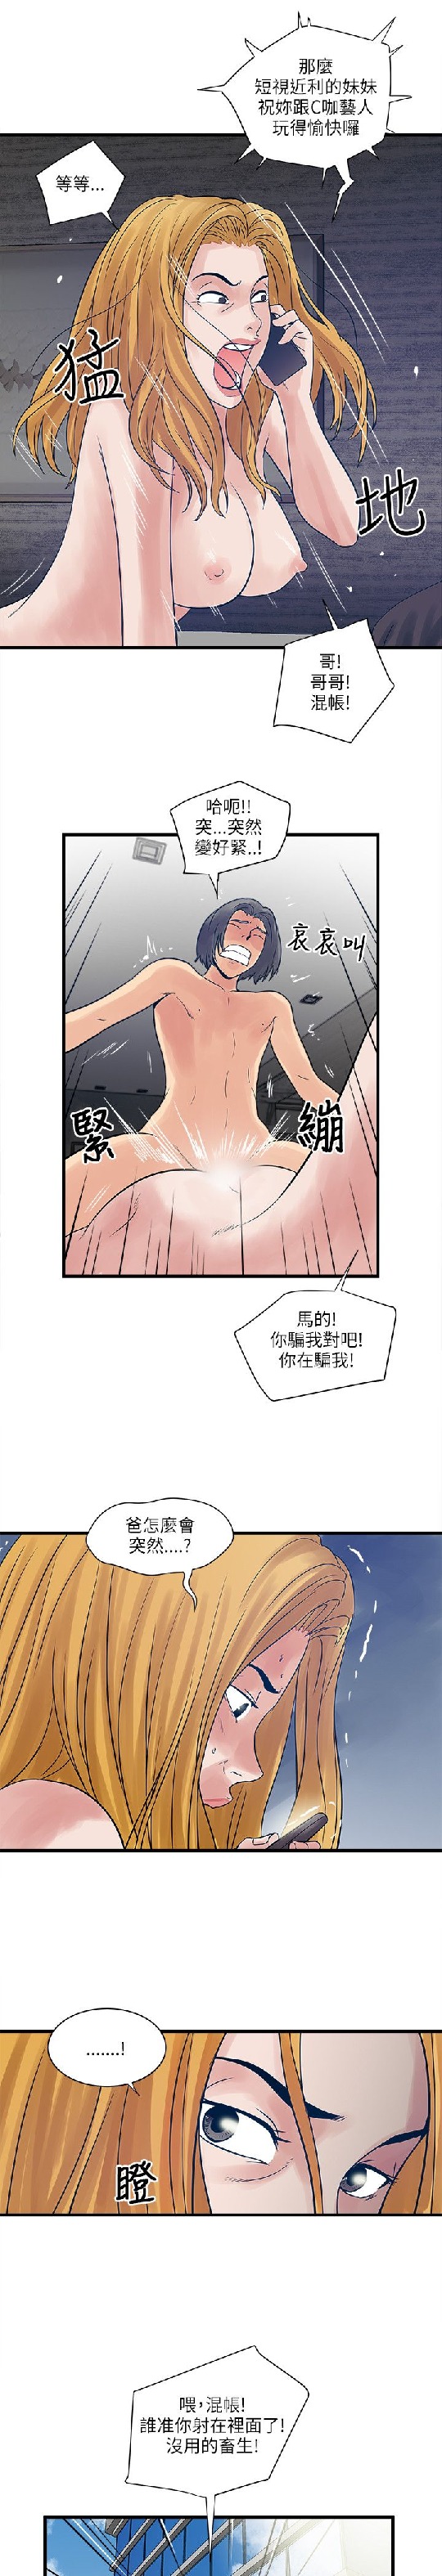 那麼
短視近利的妹妹
祝妳跟C咖藝人
玩得愉快囉
等等...
猛
地
哥!
哥哥!
混帳!
哈呃!!
突...突然
變好緊..!
哀哀叫
緊
繃
馬的!
你騙我對吧!
你在騙我!
爸怎麼會
突然....?
.......!
瞪
喂,混帳!
誰准你射在裡面了!
沒用的畜生!